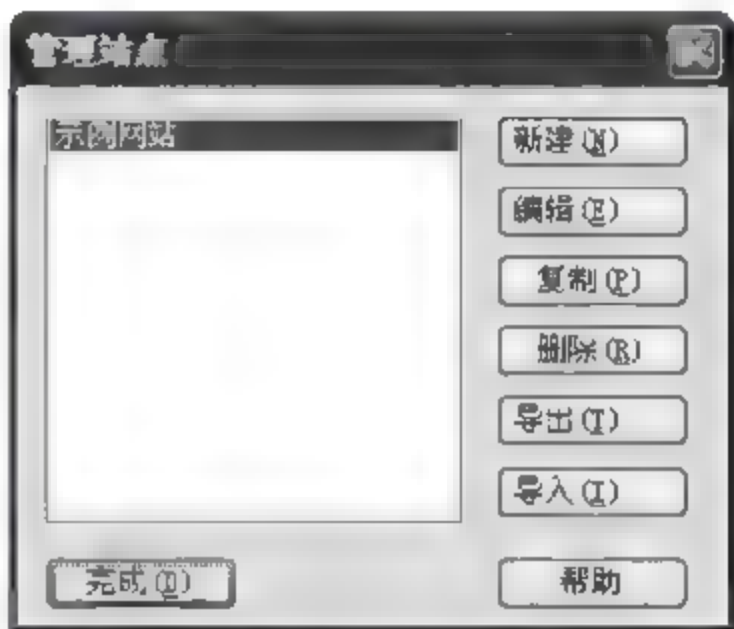 管理站点
示例网站
新建(N)
编辑(E)
复制(P)
删除(R)
导出(T)
导入(I)
完成(D)
帮助